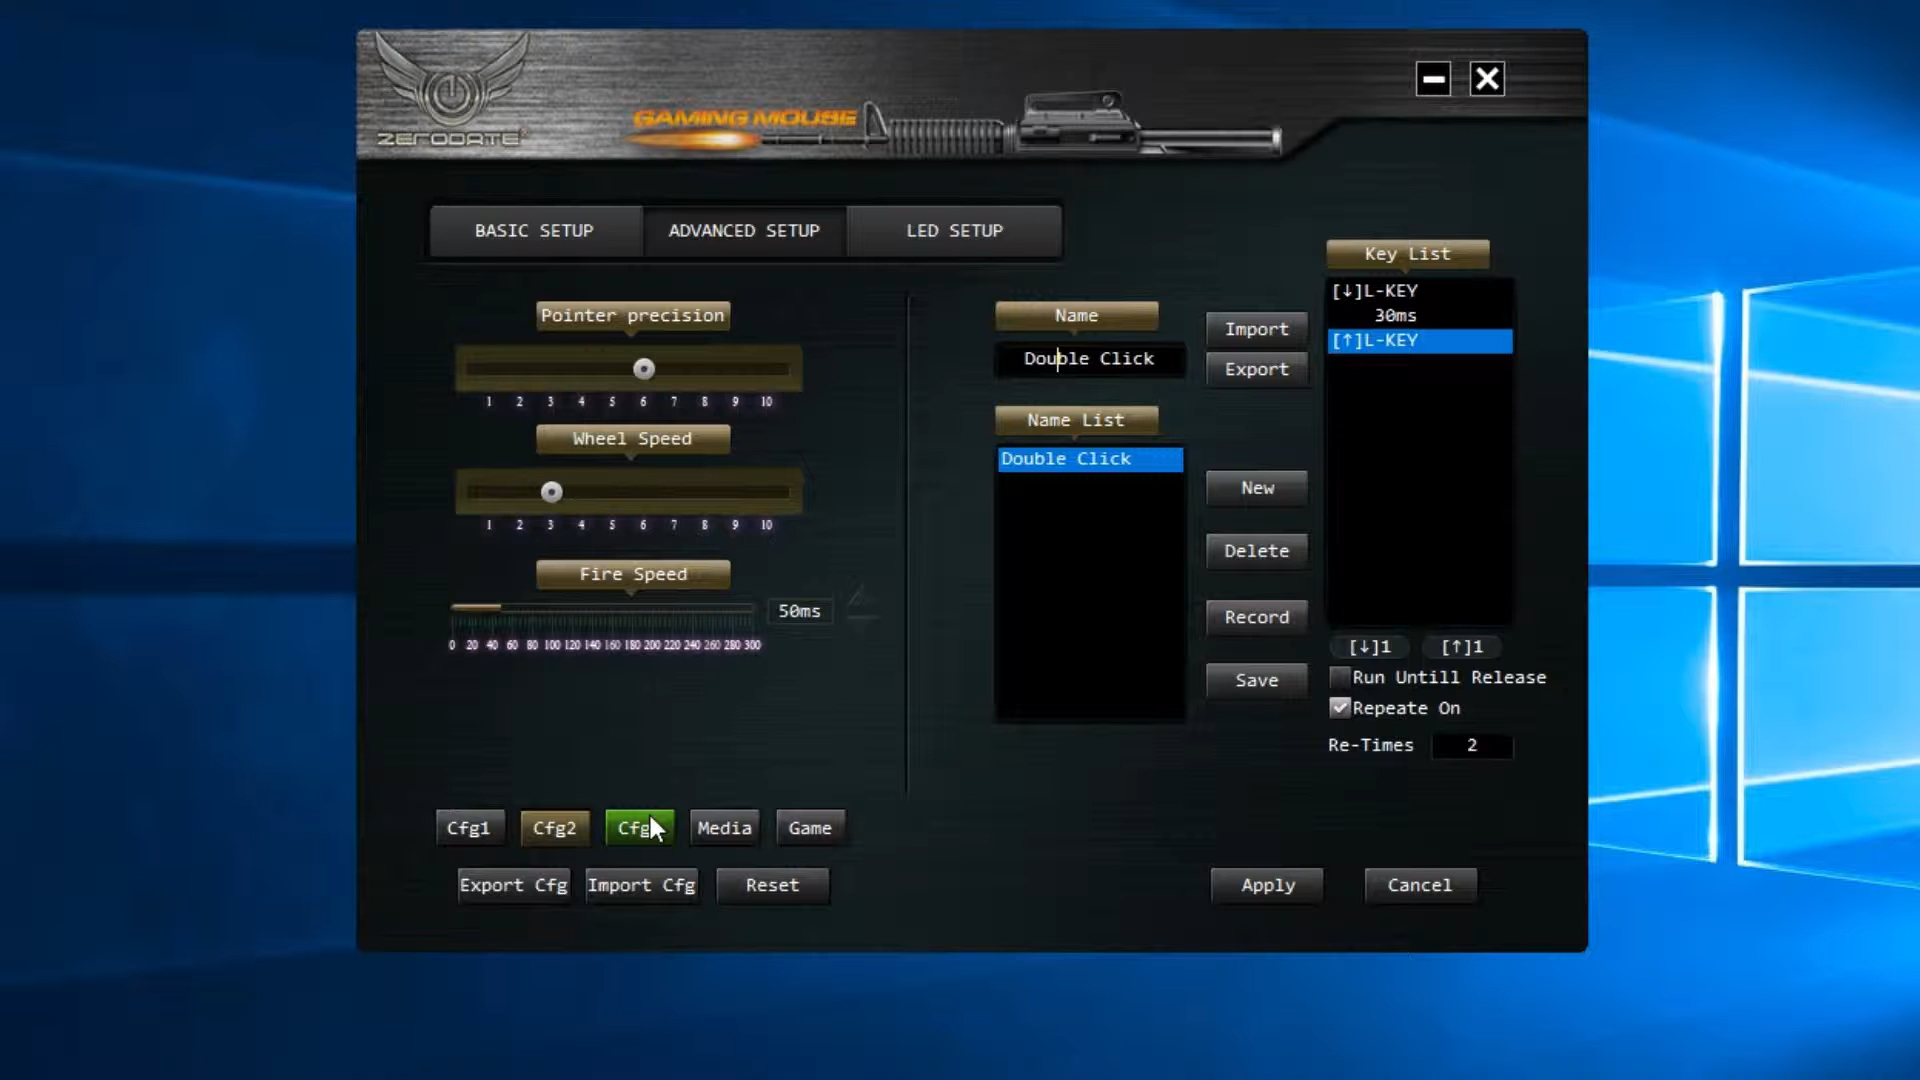 ZERODATE
GAMING MOUSE
BASIC SETUP
ADVANCED SETUP
LED SETUP
Pointer precision
1 2 3 4 5 6 7 8 9 10
Wheel Speed
1 2 3 4 5 6 7 8 9 10
Fire Speed
50ms
0 20 40 60 80 100 120 140 160 180 200 220 240 260 280 300
Name
Double Click
Name List
Double Click
Import
Export
New
Delete
Record
Save
Key List
[↓]L-KEY
30ms
[↑]L-KEY
[↓]1 [↑]1
Run Untill Release
Repeate On
Re-Times 2
Cfg1 Cfg2 Cfg Media Game
Export Cfg Import Cfg Reset
Apply Cancel